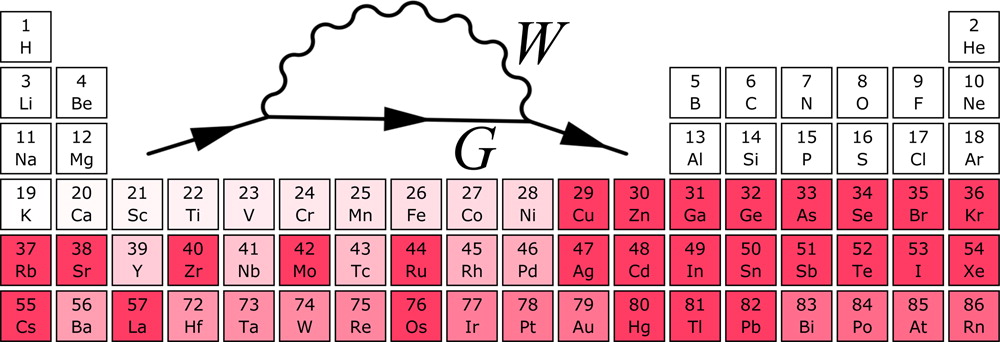 1 2
H He
W
3 4 5 6 7 8 9 10
Li Be B C N O F Ne
11 12 13 14 15 16 17 18
Na Mg Al Si P S Cl Ar
G
19 20 21 22 23 24 25 26 27 28 29 30 31 32 33 34 35 36
K Ca Sc Ti V Cr Mn Fe Co Ni Cu Zn Ga Ge As Se Br Kr
37 38 39 40 41 42 43 44 45 46 47 48 49 50 51 52 53 54
Rb Sr Y Zr Nb Mo Tc Ru Rh Pd Ag Cd In Sn Sb Te I Xe
55 56 57 72 73 74 75 76 77 78 79 80 81 82 83 84 85 86
Cs Ba La Hf Ta W Re Os Ir Pt Au Hg Tl Pb Bi Po At Rn